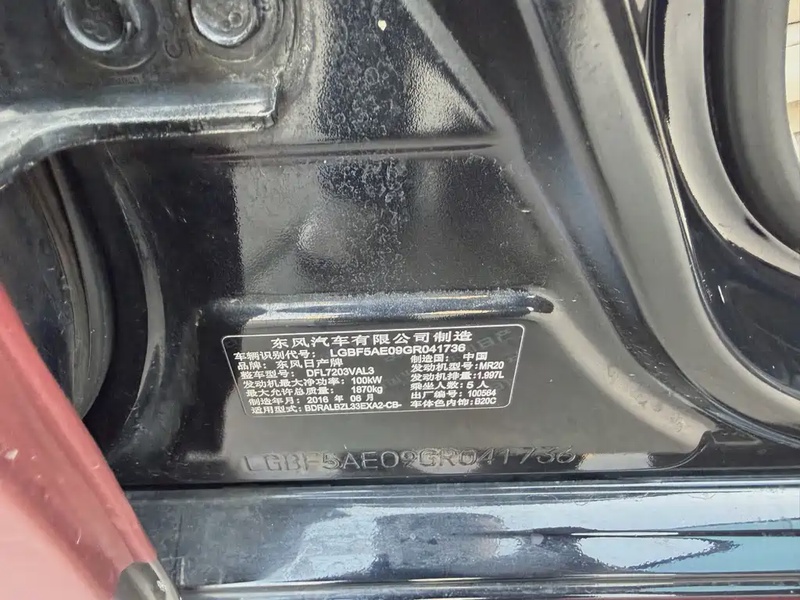 东风汽车有限公司制造
车辆识别代号： LGBF5AE09GR041736
品牌： 东风日产牌 制造国： 中国
整车型号： DFL7203VAL3 发动机型号： MR20
发动机最大净功率： 100kW 发动机排量： 1.997L
最大允许总质量： 1870kg 乘坐人数： 5 人
制造年月： 2016 年 06 月 出厂编号： 100564
适用型式： BDRALBZL33EXA2-CB- 车体色内饰： B20C
LGBF5AE09GR041736